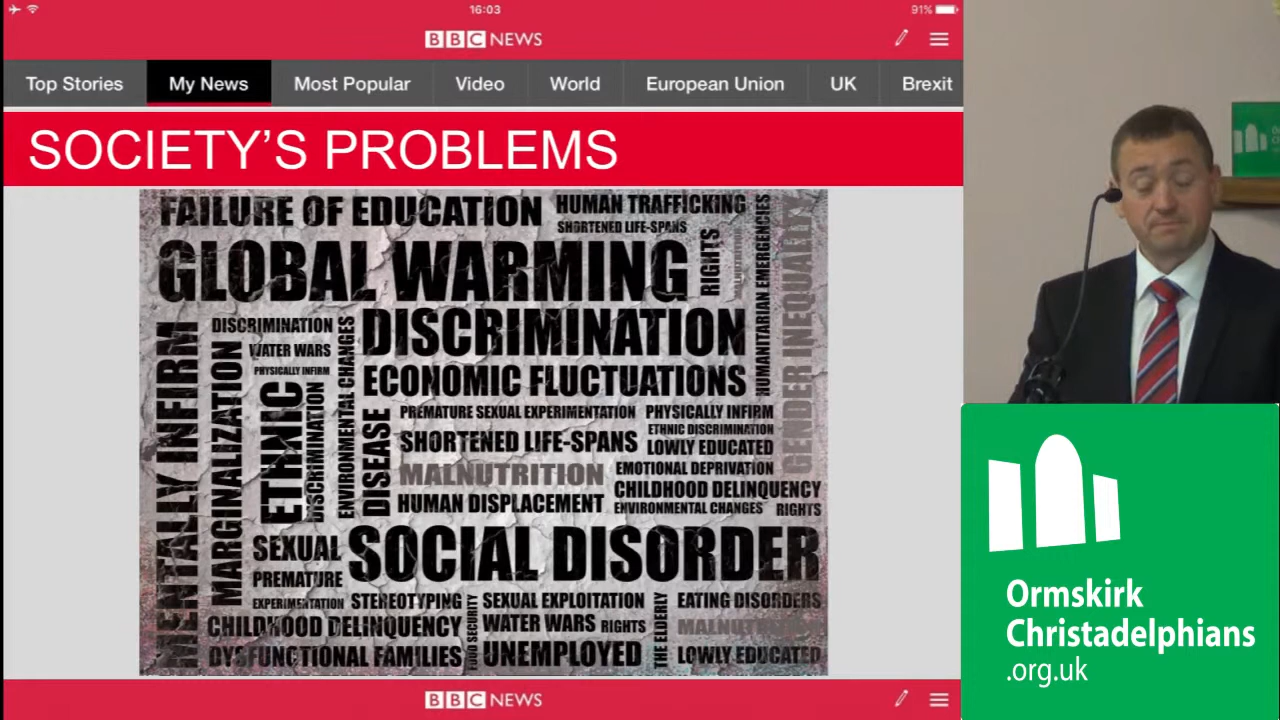 16:03
91%
BBC NEWS
Top Stories My News Most Popular Video World European Union UK Brexit
SOCIETY'S PROBLEMS
FAILURE OF EDUCATION
HUMAN TRAFFICKING
SHORTENED LIFE-SPANS
GLOBAL WARMING
RIGHTS
HUMANITARIAN EMERGENCIES
GENDER INEQUALITY
MENTALLY INFIRM
MARGINALIZATION
DISCRIMINATION
WATER WARS
PHYSICALLY INFIRM
ETHNIC
DISCRIMINATION
ENVIRONMENTAL CHANGES
DISCRIMINATION
ECONOMIC FLUCTUATIONS
DISEASE
PREMATURE SEXUAL EXPERIMENTATION
PHYSICALLY INFIRM
ETHNIC DISCRIMINATION
SHORTENED LIFE-SPANS
LOWLY EDUCATED
MALNUTRITION
EMOTIONAL DEPRIVATION
HUMAN DISPLACEMENT
CHILDHOOD DELINQUENCY
ENVIRONMENTAL CHANGES
RIGHTS
SEXUAL
SOCIAL DISORDER
PREMATURE
EXPERIMENTATION
STEREOTYPING
SEXUAL EXPLOITATION
EATING DISORDERS
CHILDHOOD DELINQUENCY
FOOD SECURITY
WATER WARS
RIGHTS
THE ELDERLY
MALNUTRITION
DYSFUNCTIONAL FAMILIES
UNEMPLOYED
LOWLY EDUCATED
BBC NEWS
Ormskirk
Christadelphians
.org.uk